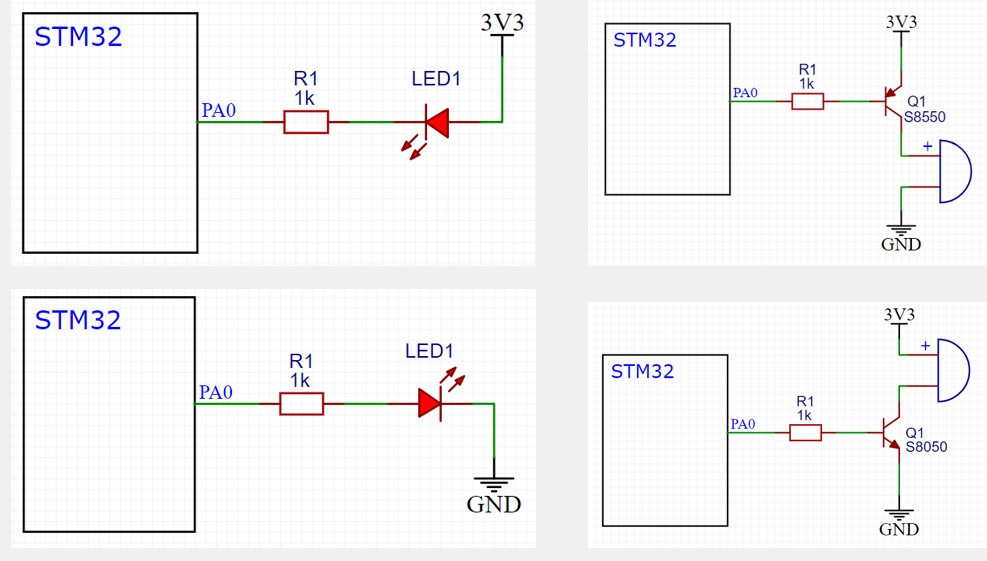 STM32
PA0
R1
1k
LED1
3V3
STM32
PA0
R1
1k
3V3
Q1
S8550
+
GND
STM32
PA0
R1
1k
LED1
GND
STM32
PA0
R1
1k
3V3
+
Q1
S8050
GND